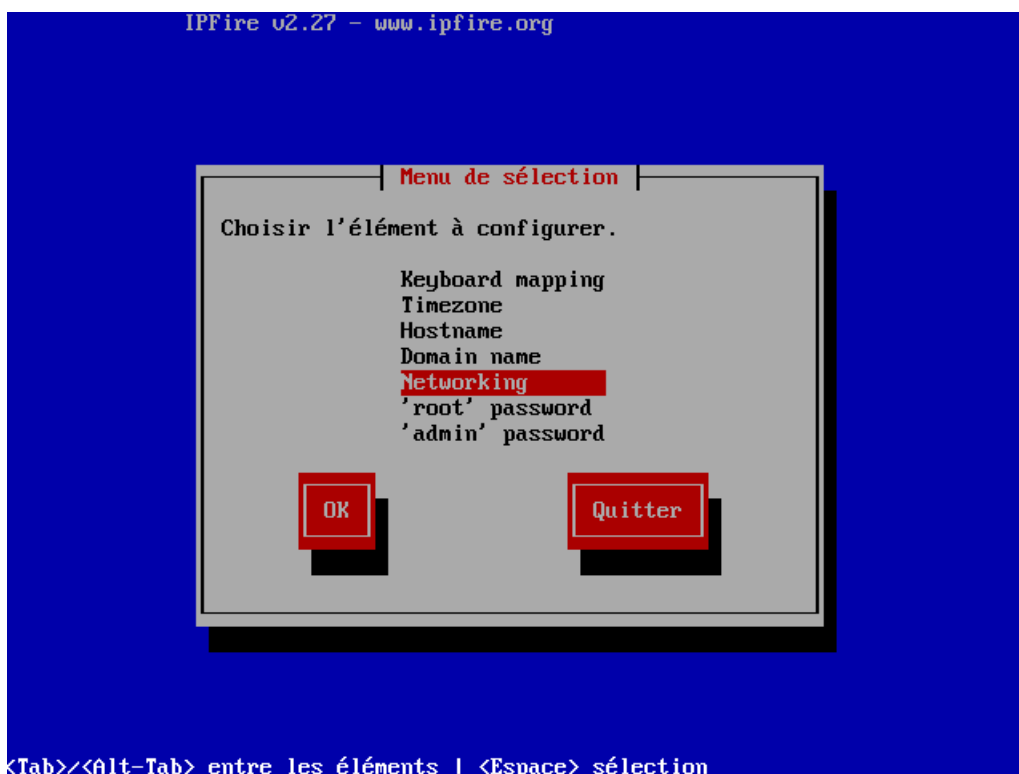 IPFire v2.27 - www.ipfire.org
Menu de sélection
Choisir l'élément à configurer.
Keyboard mapping
Timezone
Hostname
Domain name
Networking
'root' password
'admin' password
OK Quitter
<Tab>/<Alt-Tab> entre les éléments | <Espace> sélection